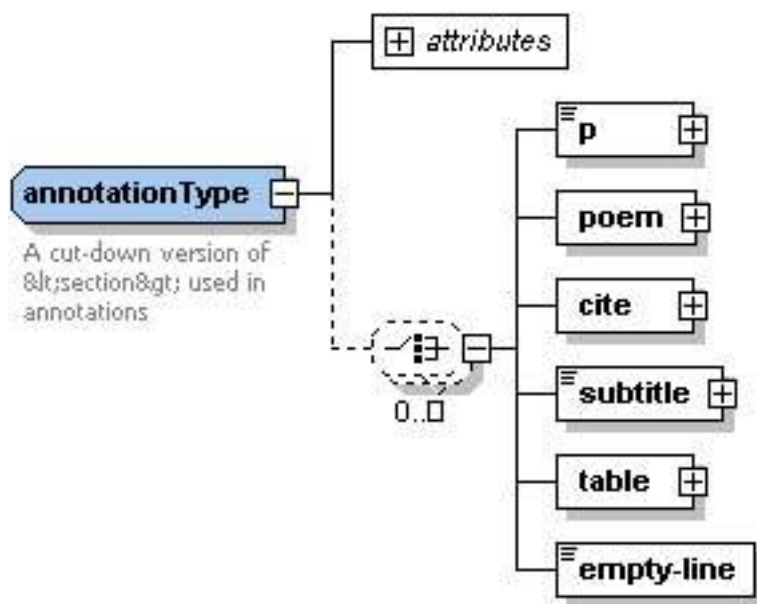 attributes
p
annotationType
poem
A cut-down version of
&lt;section&gt; used in
annotations
cite
subtitle
0..□
table
empty-line